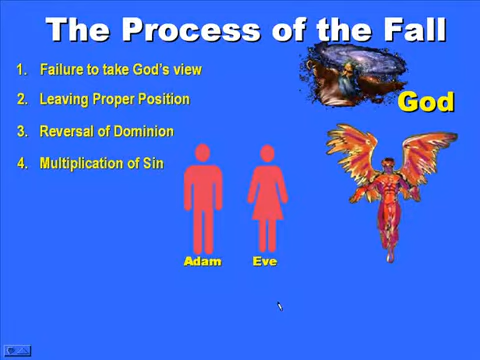 The Process of the Fall
1. Failure to take God's view
2. Leaving Proper Position
3. Reversal of Dominion
4. Multiplication of Sin
God
Adam Eve